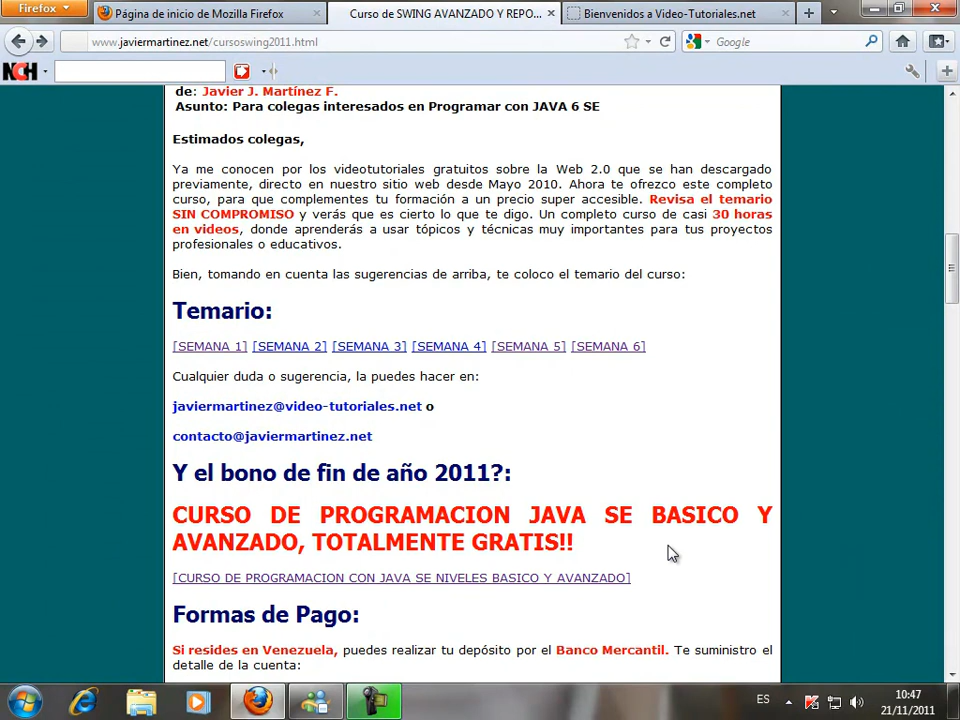 Firefox
Página de inicio de Mozilla Firefox
Curso de SWING AVANZADO Y REPO...
Bienvenidos a Video-Tutoriales.net
www.javiermartinez.net/cursoswing2011.html
Google
NCH
de: Javier J. Martínez F.
Asunto: Para colegas interesados en Programar con JAVA 6 SE
Estimados colegas,
Ya me conocen por los videotutoriales gratuitos sobre la Web 2.0 que se han descargado
previamente, directo en nuestro sitio web desde Mayo 2010. Ahora te ofrezco este completo
curso, para que complementes tu formación a un precio super accesible. Revisa el temario
SIN COMPROMISO y verás que es cierto lo que te digo. Un completo curso de casi 30 horas
en videos, donde aprenderás a usar tópicos y técnicas muy importantes para tus proyectos
profesionales o educativos.
Bien, tomando en cuenta las sugerencias de arriba, te coloco el temario del curso:
Temario:
[SEMANA 1] [SEMANA 2] [SEMANA 3] [SEMANA 4] [SEMANA 5] [SEMANA 6]
Cualquier duda o sugerencia, la puedes hacer en:
javiermartinez@video-tutoriales.net o
contacto@javiermartinez.net
Y el bono de fin de año 2011?:
CURSO DE PROGRAMACION JAVA SE BASICO Y
AVANZADO, TOTALMENTE GRATIS!!
[CURSO DE PROGRAMACION CON JAVA SE NIVELES BASICO Y AVANZADO]
Formas de Pago:
Si resides en Venezuela, puedes realizar tu depósito por el Banco Mercantil. Te suministro el
detalle de la cuenta:
ES
10:47
21/11/2011